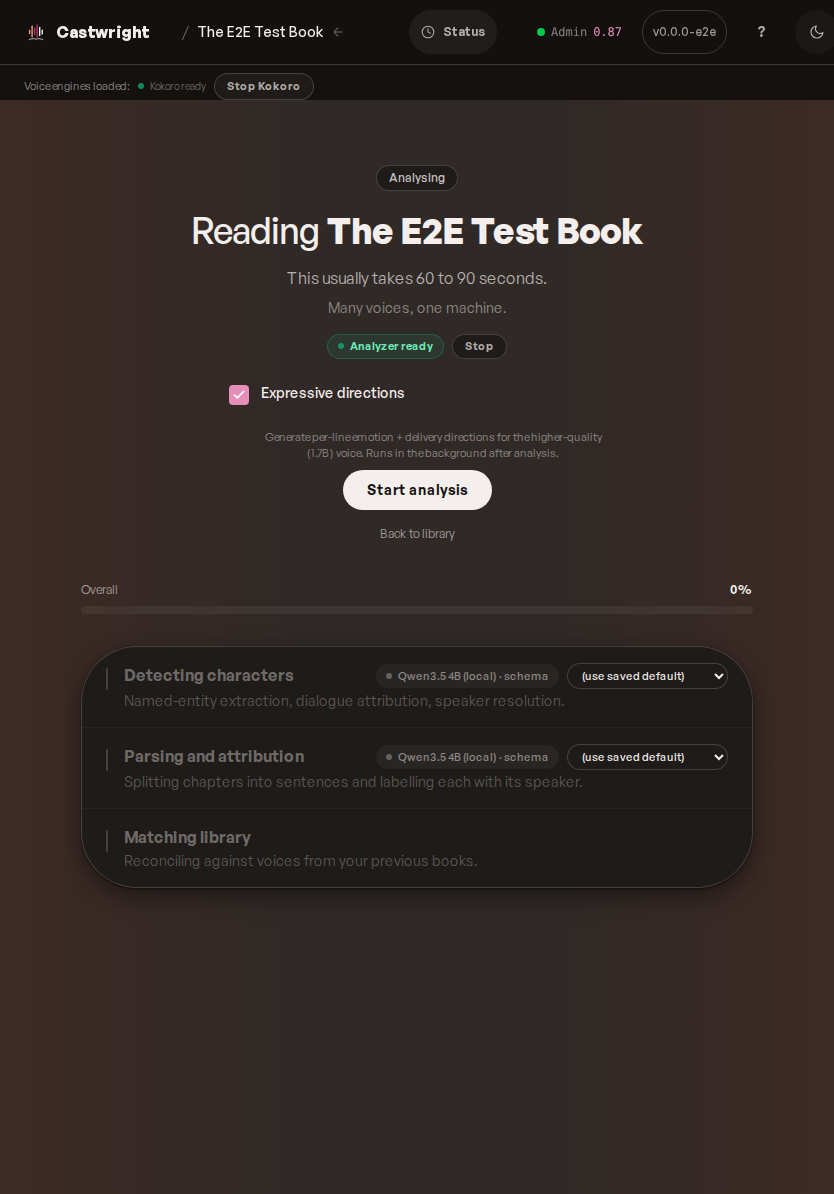 Castwright / The E2E Test Book ← Status Admin 0.87 v0.0.0-e2e ?
Voice engines loaded: Kokoro ready Stop Kokoro
Analysing
Reading The E2E Test Book
This usually takes 60 to 90 seconds.
Many voices, one machine.
Analyzer ready Stop
Expressive directions
Generate per-line emotion + delivery directions for the higher-quality
(1.7B) voice. Runs in the background after analysis.
Start analysis
Back to library
Overall 0%
Detecting characters Qwen3.5 4B (local) · schema (use saved default)
Named-entity extraction, dialogue attribution, speaker resolution.
Parsing and attribution Qwen3.5 4B (local) · schema (use saved default)
Splitting chapters into sentences and labelling each with its speaker.
Matching library
Reconciling against voices from your previous books.